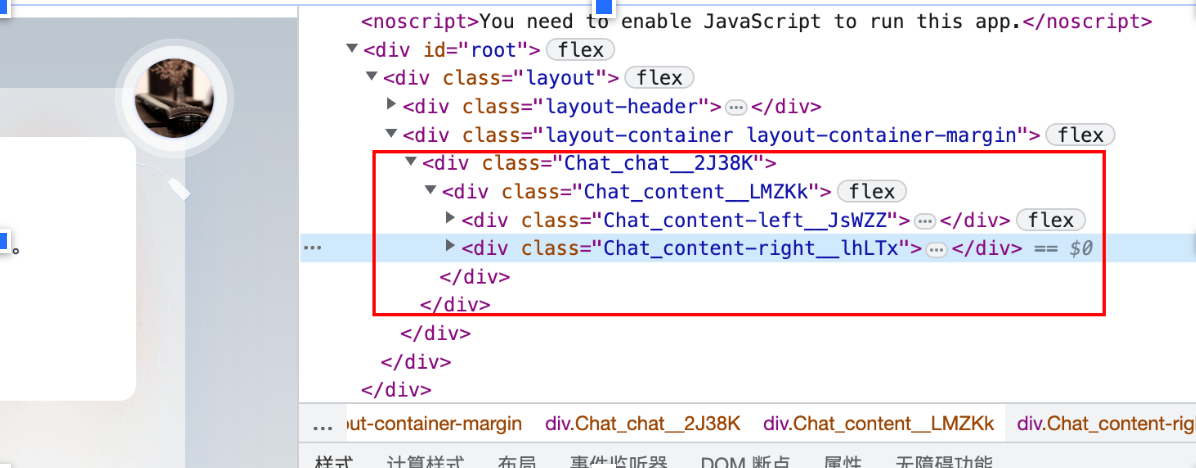 <noscript>You need to enable JavaScript to run this app.</noscript>
▼<div id="root"> flex
▼<div class="layout"> flex
▶<div class="layout-header">…</div>
▼<div class="layout-container layout-container-margin"> flex
▼<div class="Chat_chat__2J38K">
▼<div class="Chat_content__LMZKk"> flex
▶<div class="Chat_content-left__JsWZZ">…</div> flex
。
…▶<div class="Chat_content-right__lhLTx">…</div> == $0
</div>
</div>
</div>
</div>
</div>
… out-container-margin div.Chat_chat__2J38K div.Chat_content__LMZKk div.Chat_content-rig
样式 计算样式 布局 事件监听器 DOM 断点 属性 无障碍功能